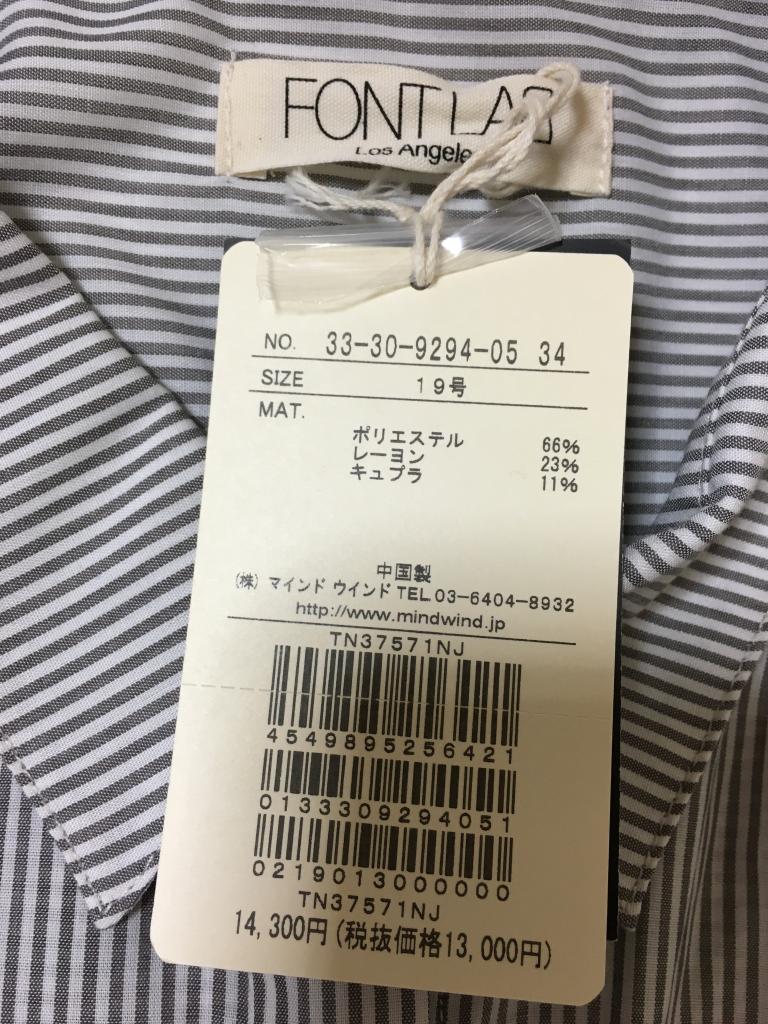 FONT LAB
Los Angele
NO. 33-30-9294-05 34
SIZE 19号
MAT.
ポリエステル 66%
レーヨン 23%
キュプラ 11%
中国製
(株) マインド ウインド TEL.03-6404-8932
http://www.mindwind.jp
TN37571NJ
4549895256421
0133309294051
0219013000000
TN37571NJ
14,300円(税抜価格13,000円)